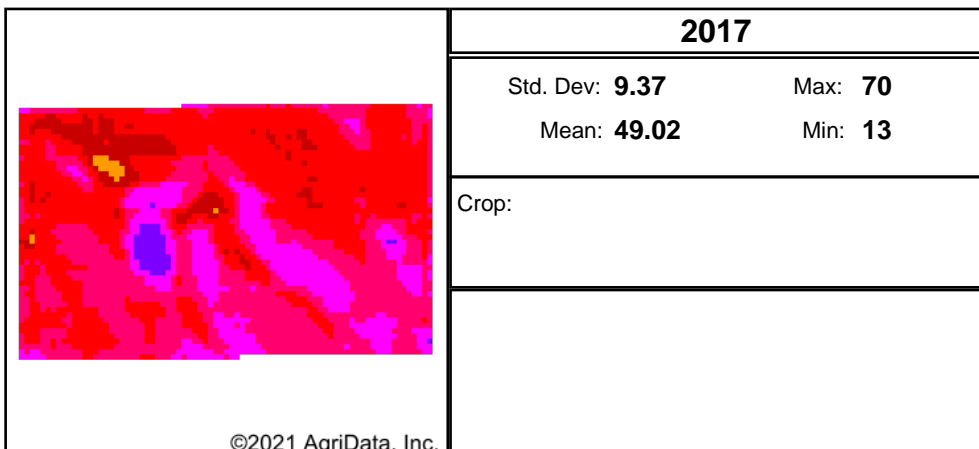 2017
Std. Dev: 9.37 Max: 70
Mean: 49.02 Min: 13
Crop:
©2021 AgriData, Inc.